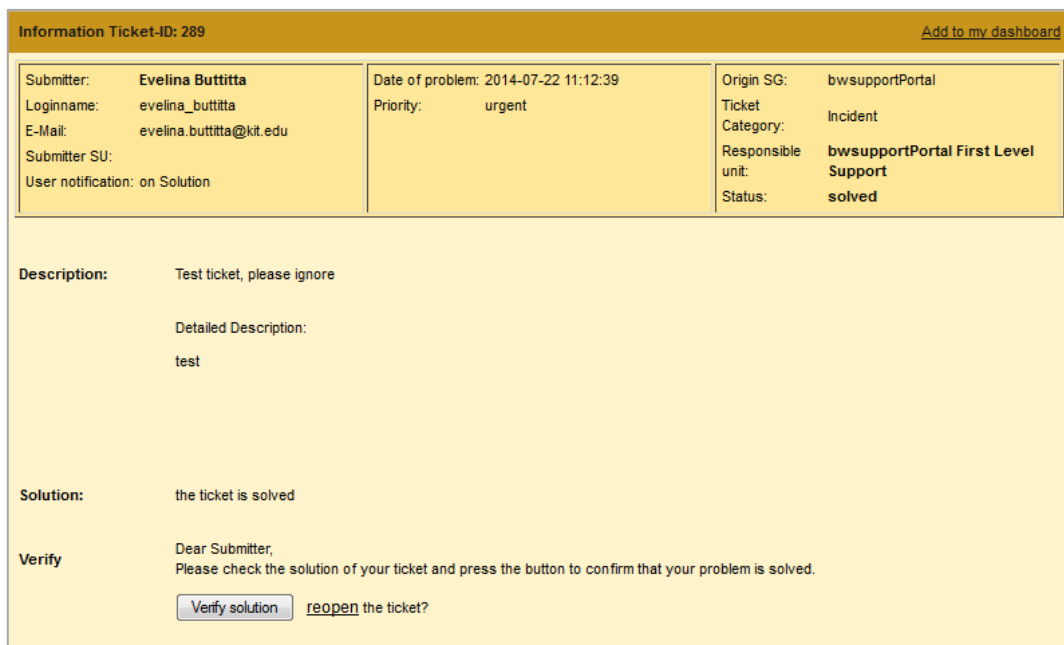 Information Ticket-ID: 289
Add to my dashboard
Submitter: Evelina Buttitta
Loginname: evelina_buttitta
E-Mail: evelina.buttitta@kit.edu
Submitter SU:
User notification: on Solution
Date of problem: 2014-07-22 11:12:39
Priority: urgent
Origin SG: bwsupportPortal
Ticket
Category: Incident
Responsible
unit: bwsupportPortal First Level
Support
Status: solved
Description: Test ticket, please ignore
Detailed Description:
test
Solution: the ticket is solved
Verify
Dear Submitter,
Please check the solution of your ticket and press the button to confirm that your problem is solved.
Verify solution reopen the ticket?